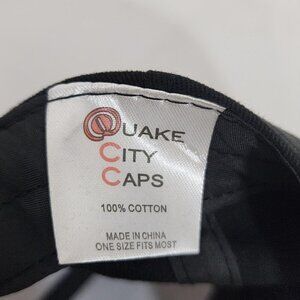 QUAKE
CITY
CAPS
100% COTTON
MADE IN CHINA
ONE SIZE FITS MOST